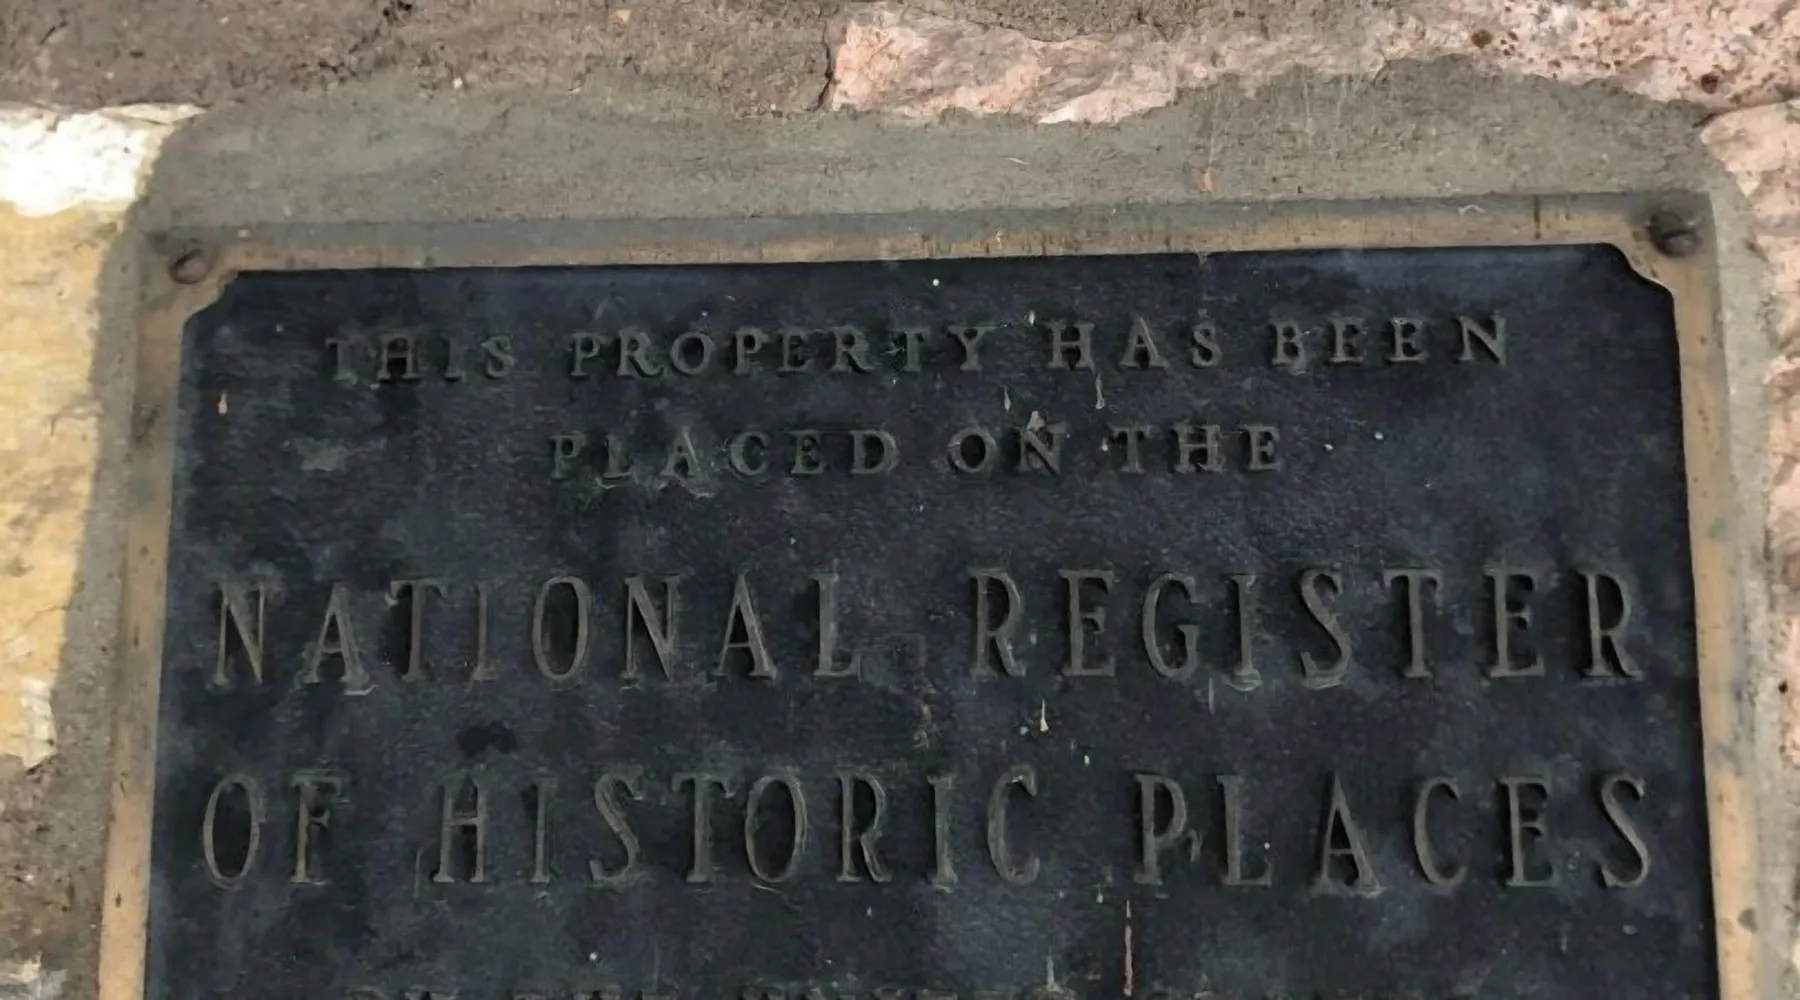 THIS PROPERTY HAS BEEN
PLACED ON THE
NATIONAL REGISTER
OF HISTORIC PLACES